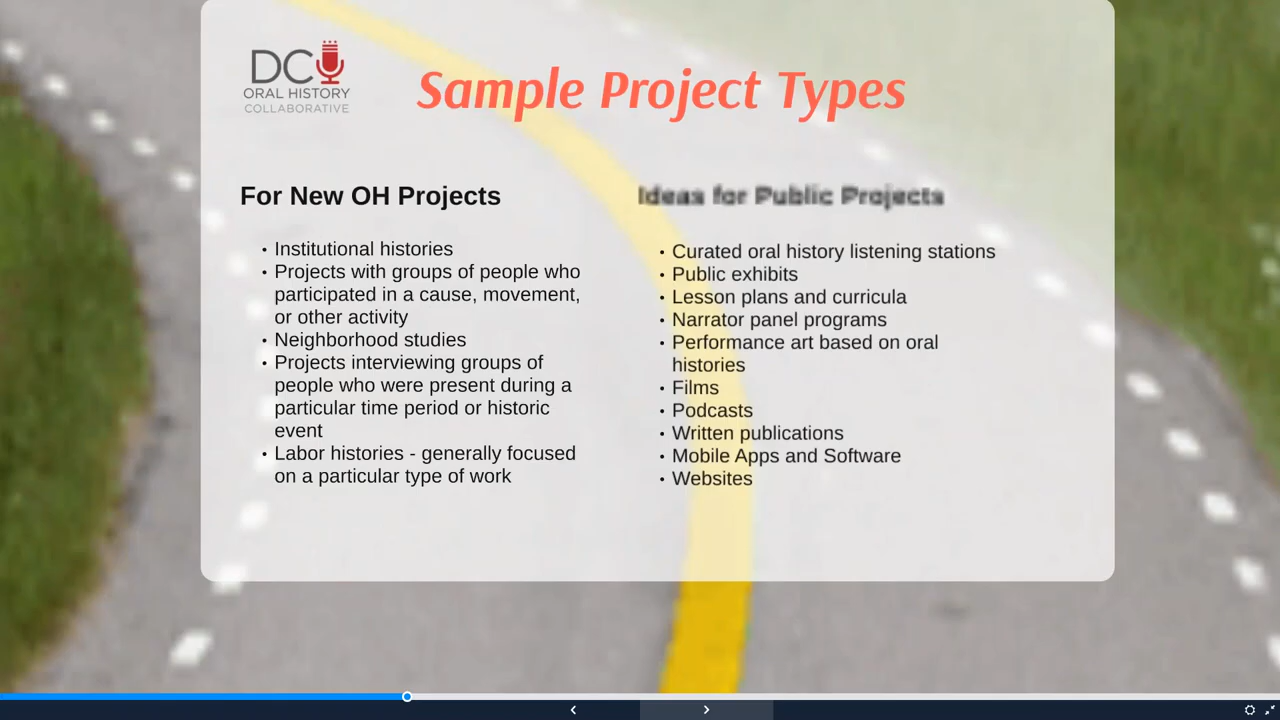 DC
ORAL HISTORY
COLLABORATIVE
Sample Project Types
For New OH Projects
• Institutional histories
• Projects with groups of people who
participated in a cause, movement,
or other activity
• Neighborhood studies
• Projects interviewing groups of
people who were present during a
particular time period or historic
event
• Labor histories - generally focused
on a particular type of work
Ideas for Public Projects
• Curated oral history listening stations
• Public exhibits
• Lesson plans and curricula
• Narrator panel programs
• Performance art based on oral
histories
• Films
• Podcasts
• Written publications
• Mobile Apps and Software
• Websites